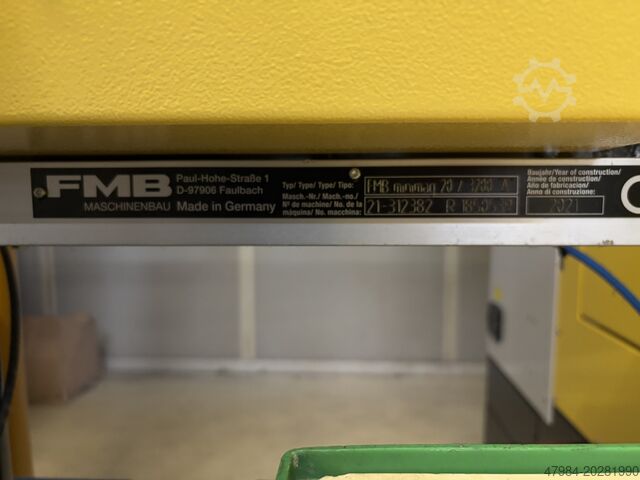 FMB
MASCHINENBAU
Paul-Hohe-Straße 1
D-97906 Faulbach
Made in Germany
Typ/ Type/ Type/ Tipo:
FMB minimag 20 / 3200 A
Masch.-Nr./ Mach.-no./
Nº de machine/ No. de la
máquina/ No. macchina:
21-312382
Baujahr/Year of construction/
Année de construction/
Año de fabricación/
Anno di construzione:
2021
47984-20281990